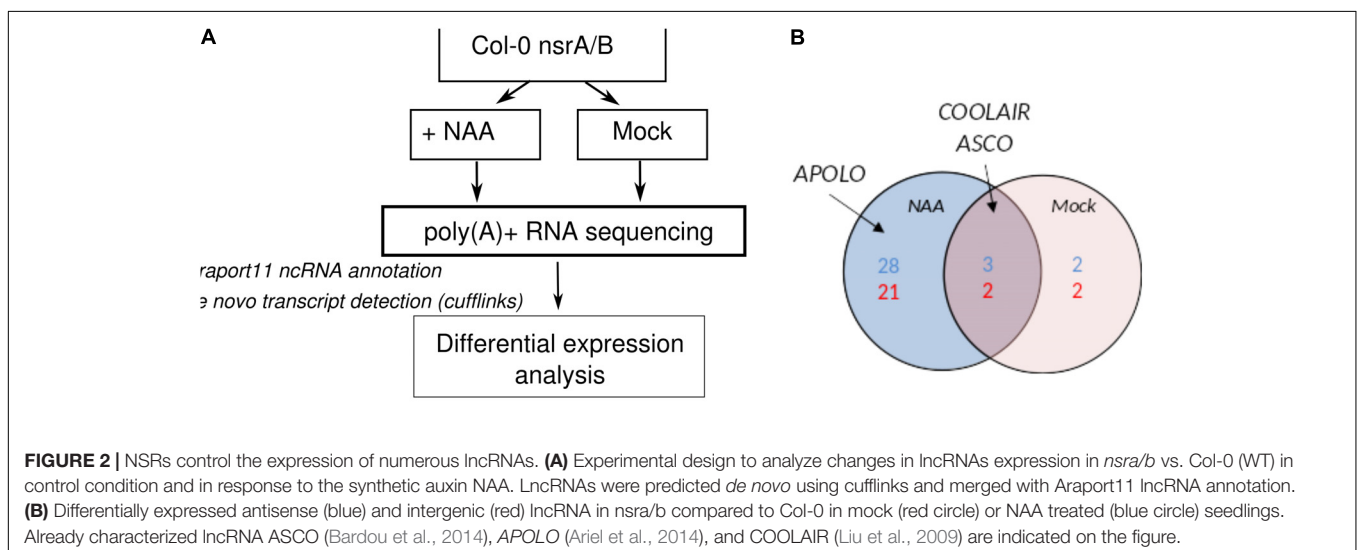 A
Col-0 nsrA/B
+ NAA
Mock
poly(A)+ RNA sequencing
raport11 ncRNA annotation
e novo transcript detection (cufflinks)
Differential expression
analysis
B
COOLAIR
ASCO
APOLO
NAA
Mock
28
3
2
21
2
2
FIGURE 2 | NSRs control the expression of numerous lncRNAs. (A) Experimental design to analyze changes in lncRNAs expression in nsra/b vs. Col-0 (WT) in
control condition and in response to the synthetic auxin NAA. LncRNAs were predicted de novo using cufflinks and merged with Araport11 lncRNA annotation.
(B) Differentially expressed antisense (blue) and intergenic (red) lncRNA in nsra/b compared to Col-0 in mock (red circle) or NAA treated (blue circle) seedlings.
Already characterized lncRNA ASCO (Bardou et al., 2014), APOLO (Ariel et al., 2014), and COOLAIR (Liu et al., 2009) are indicated on the figure.